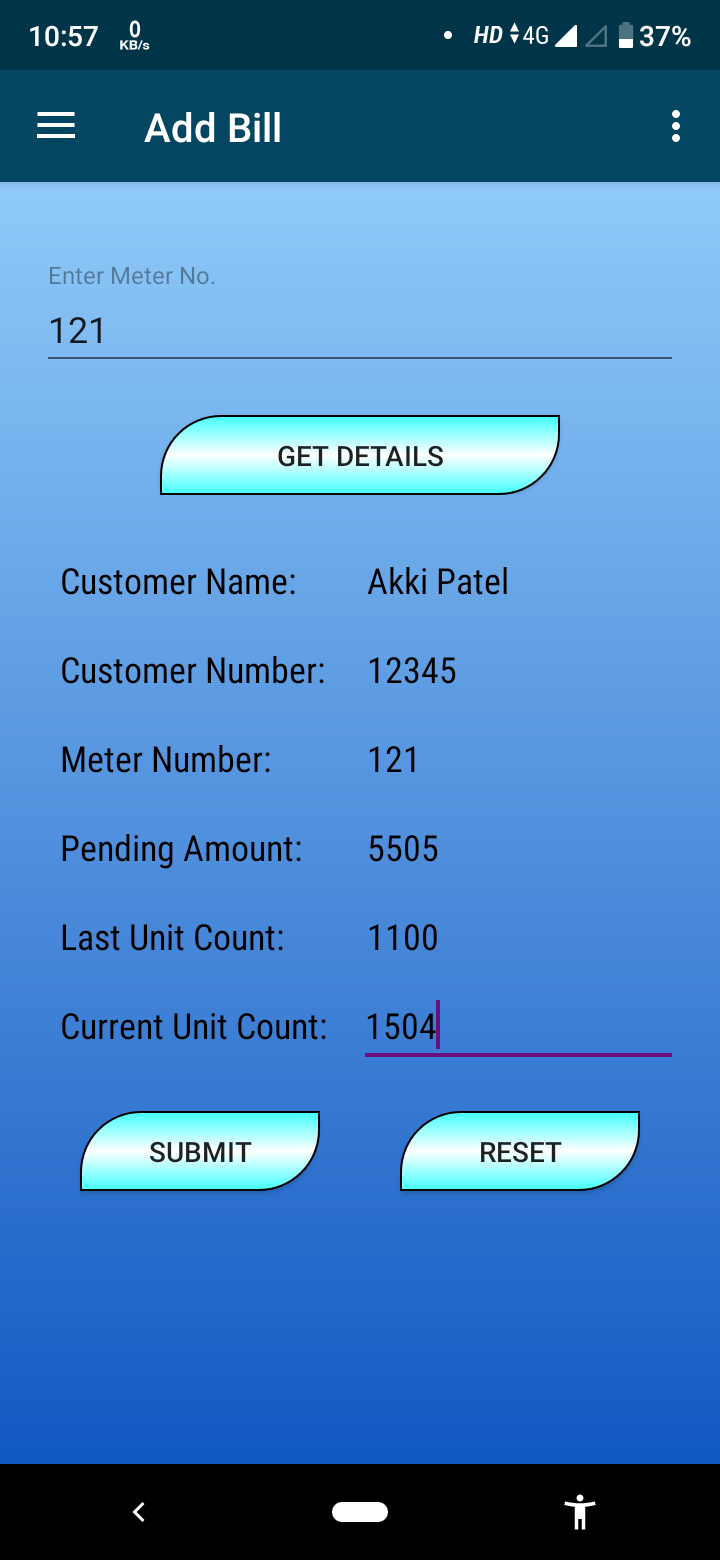 10:57 0 KB/s HD 4G 37%
Add Bill
Enter Meter No.
121
GET DETAILS
Customer Name: Akki Patel
Customer Number: 12345
Meter Number: 121
Pending Amount: 5505
Last Unit Count: 1100
Current Unit Count: 1504
SUBMIT RESET